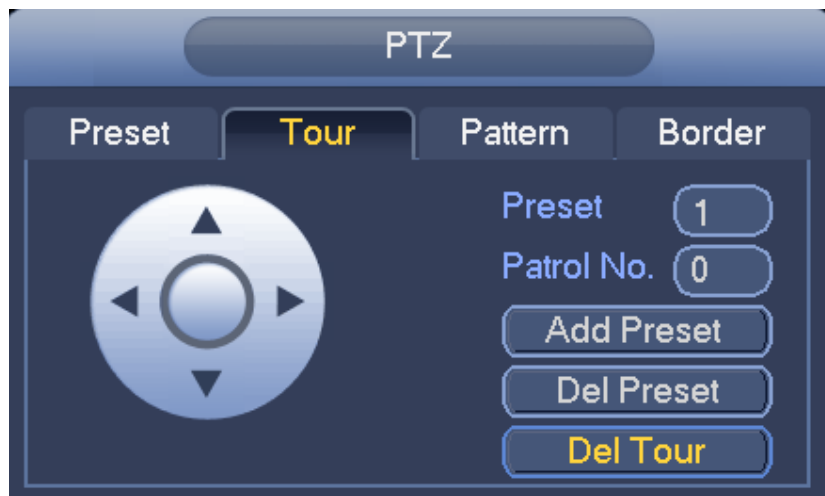 PTZ
Preset Tour Pattern Border
Preset 1
Patrol No. 0
Add Preset
Del Preset
Del Tour